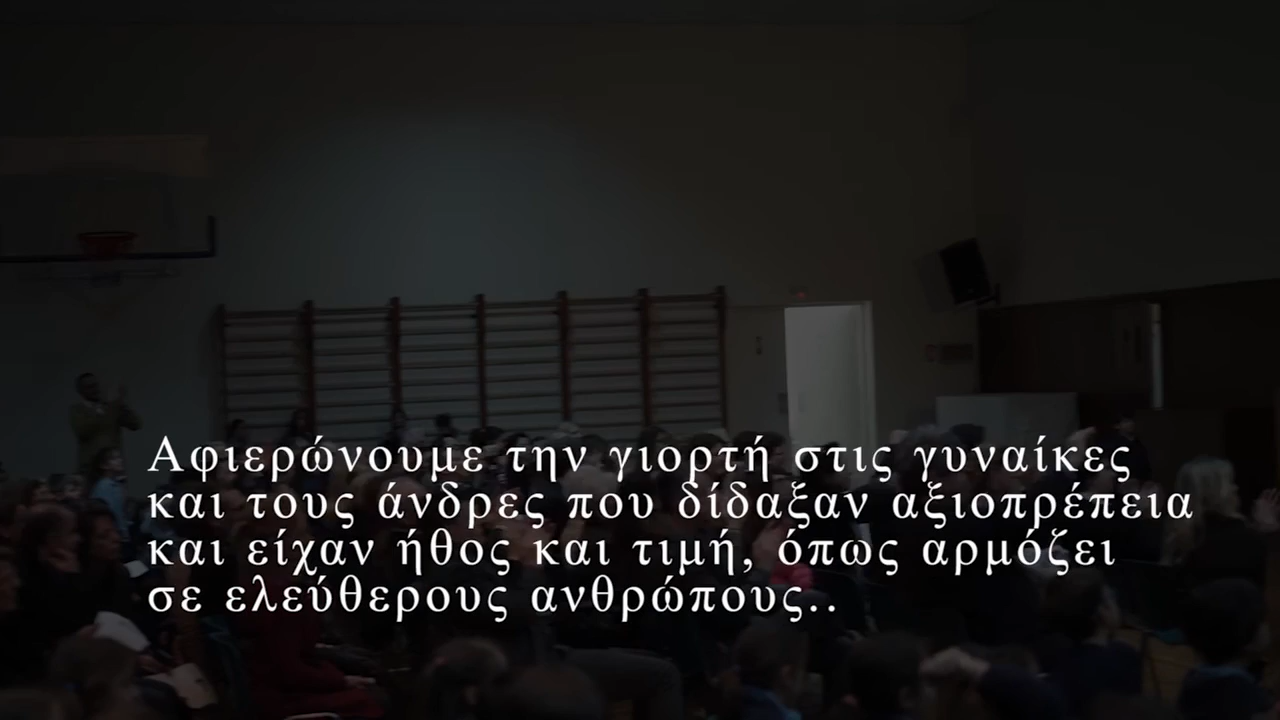 Αφιερώνουμε την γιορτή στις γυναίκες
και τους άνδρες που δίδαξαν αξιοπρέπεια
και είχαν ήθος και τιμή, όπως αρμόζει
σε ελεύθερους ανθρώπους..